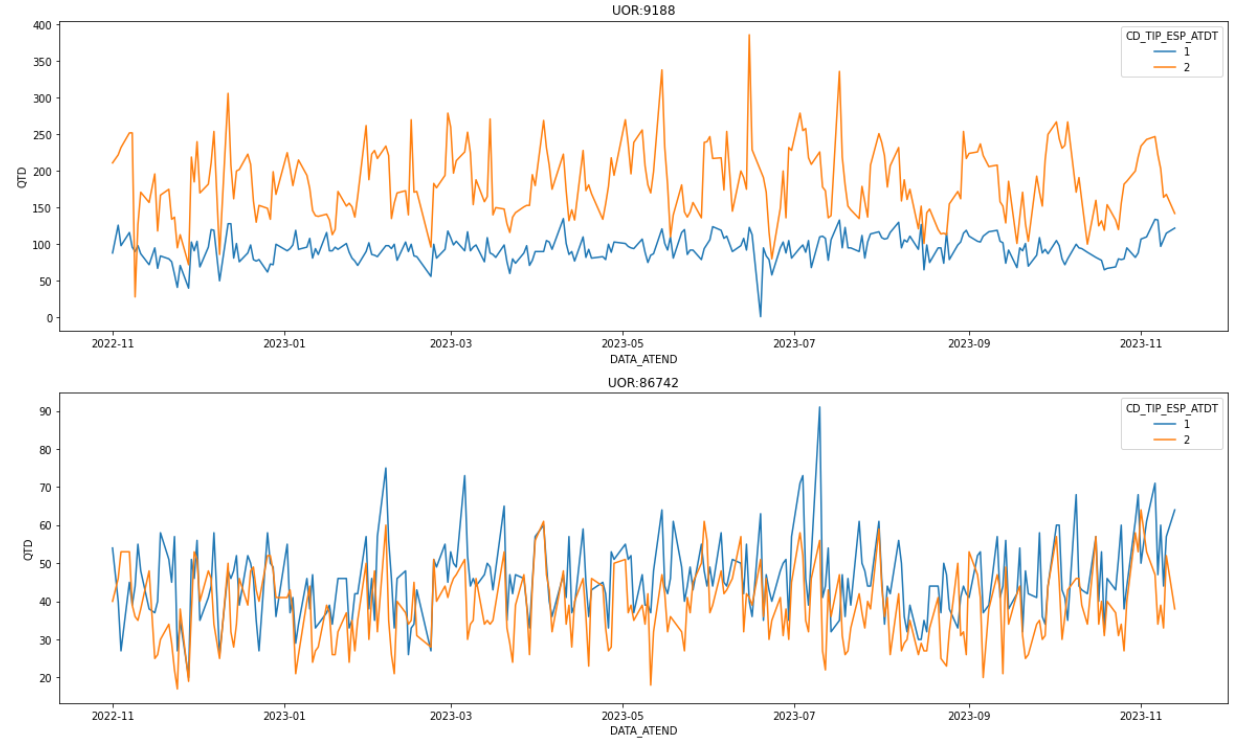 UOR:9188
400
350
300
250
200
150
100
50
0
QTD
CD_TIP_ESP_ATDT
1
2
2022-11 2023-01 2023-03 2023-05 2023-07 2023-09 2023-11
DATA_ATEND
UOR:86742
90
80
70
60
50
40
30
20
QTD
CD_TIP_ESP_ATDT
1
2
2022-11 2023-01 2023-03 2023-05 2023-07 2023-09 2023-11
DATA_ATEND